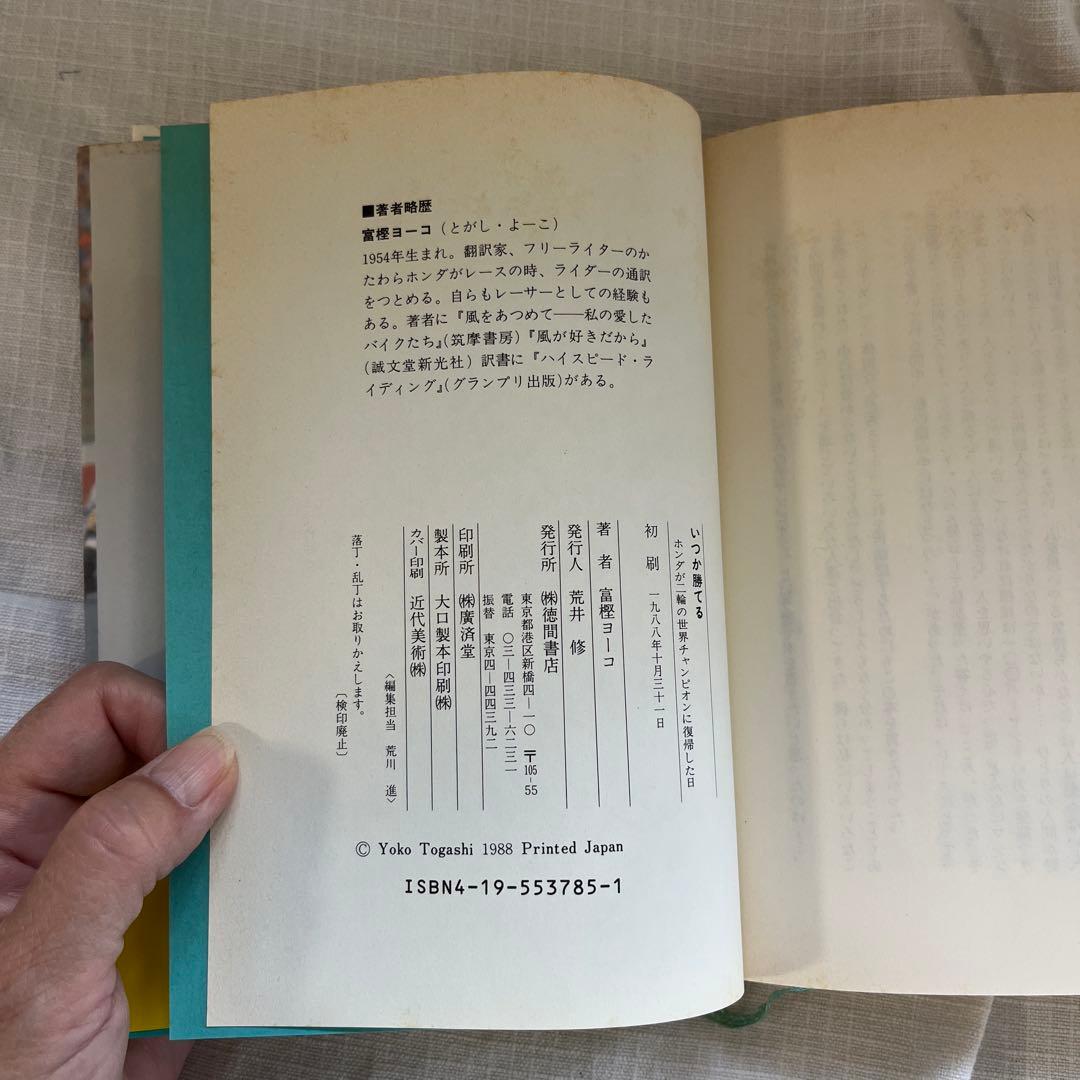 ■著者略歴
富樫ヨーコ(とがし・よーこ)
1954年生まれ。翻訳家、フリーライターのか
たわらホンダがレースの時、ライダーの通訳
をつとめる。自らもレーサーとしての経験も
ある。著者に『風をあつめて──私の愛した
バイクたち』(筑摩書房)『風が好きだから』
(誠文堂新光社)訳書に『ハイスピード・ラ
イディング』(グランプリ出版)がある。
いつか勝てる
ホンダが二輪の世界チャンピオンに復帰した日
初刷 一九八八年十月三十一日
著者 富樫ヨーコ
発行人 荒井 修
発行所 ㈱徳間書店
東京都港区新橋四−一〇 〒105-55
電話 〇三−四三三−六二三一
振替 東京四−四四三九二
印刷所 ㈱廣済堂
製本所 大口製本印刷㈱
カバー印刷 近代美術㈱
〈編集担当 荒川 進〉
落丁・乱丁はお取りかえします。
〔検印廃止〕
© Yoko Togashi 1988 Printed Japan
ISBN4-19-553785-1